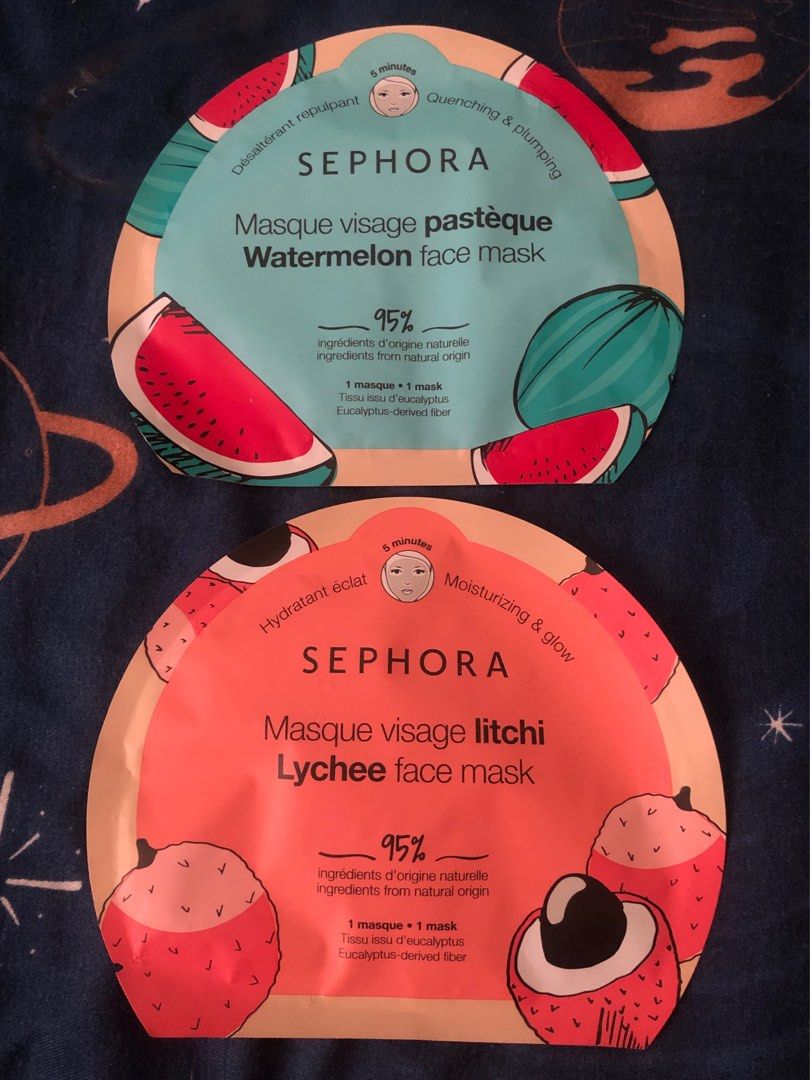 5 minutes
Désaltérant repulpant
Quenching & plumping
SEPHORA
Masque visage pastèque
Watermelon face mask
95%
ingrédients d'origine naturelle
ingredients from natural origin
1 masque • 1 mask
Tissu issu d'eucalyptus
Eucalyptus-derived fiber
5 minutes
Hydratant éclat
Moisturizing & glow
SEPHORA
Masque visage litchi
Lychee face mask
95%
ingrédients d'origine naturelle
ingredients from natural origin
1 masque • 1 mask
Tissu issu d'eucalyptus
Eucalyptus-derived fiber